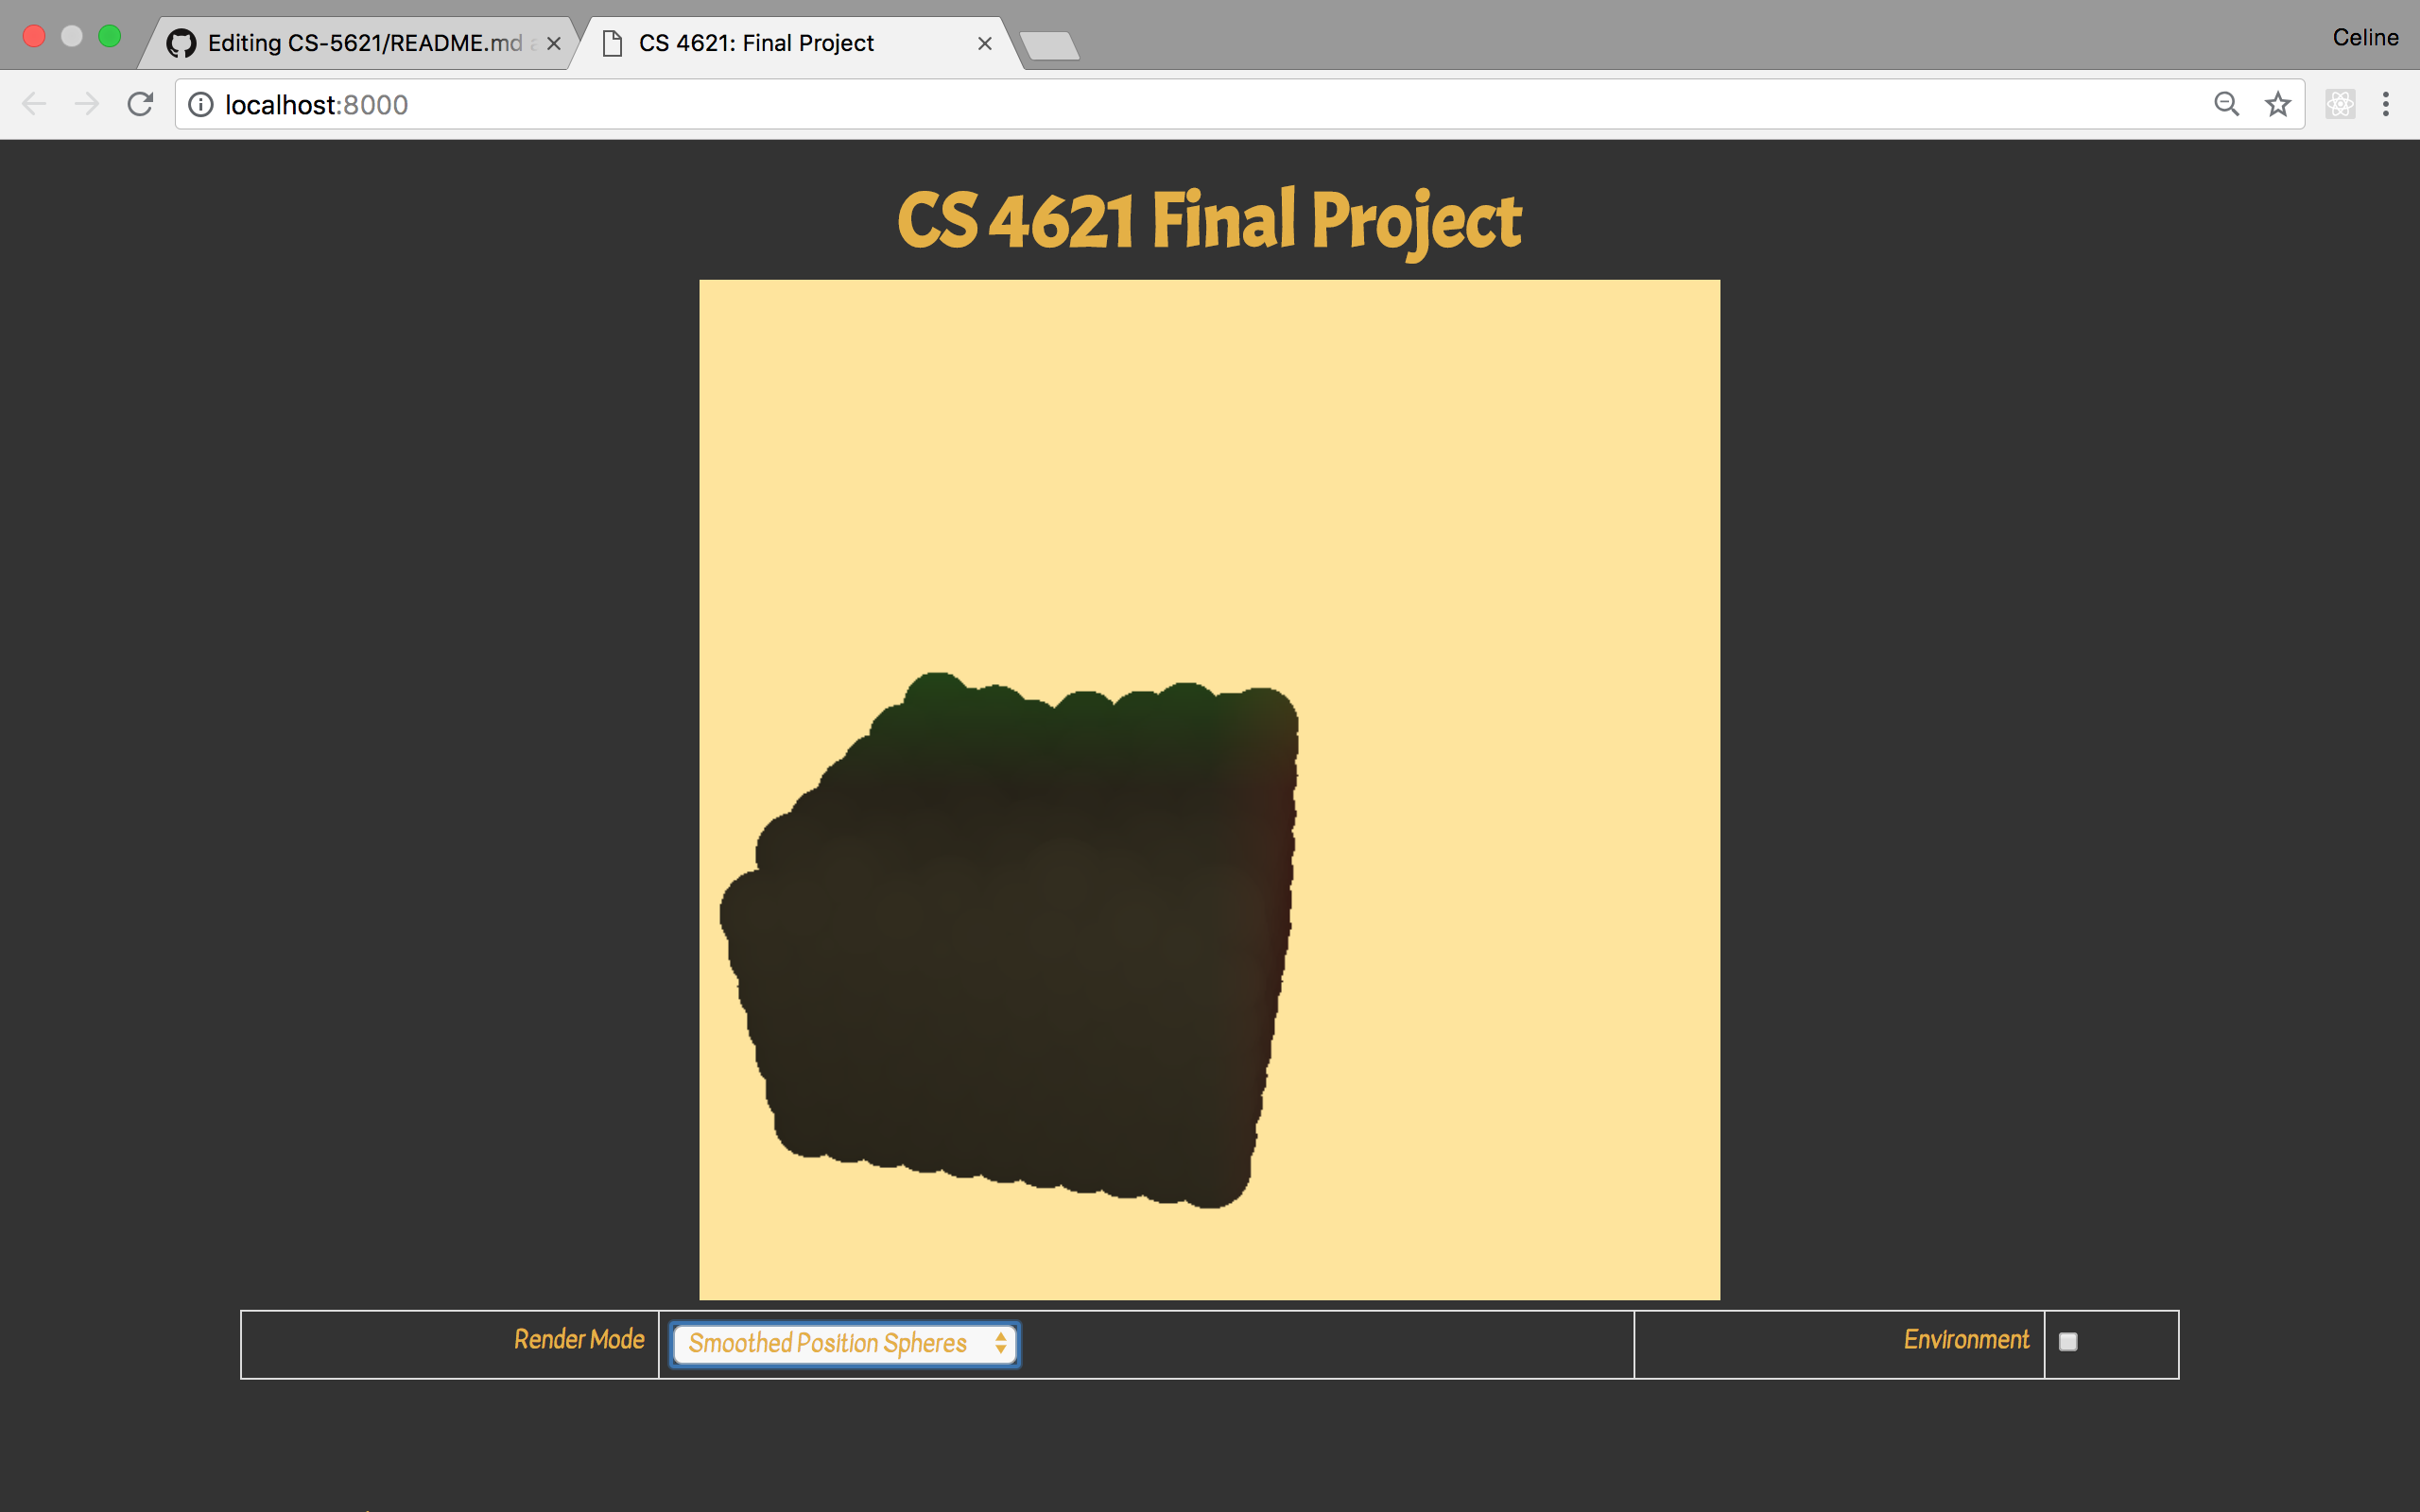 Editing CS-5621/README.md
CS 4621: Final Project
Celine
localhost:8000
CS 4621 Final Project
Render Mode
Smoothed Position Spheres
Environment